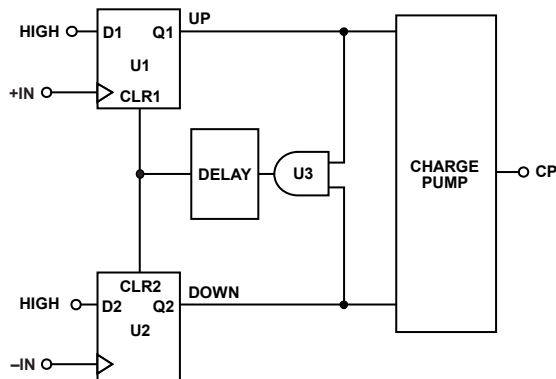 UP
HIGH
D1
Q1
U1
+IN
CLR1
DELAY
U3
CHARGE
PUMP
CP
CLR2
DOWN
HIGH
D2
Q2
U2
–IN